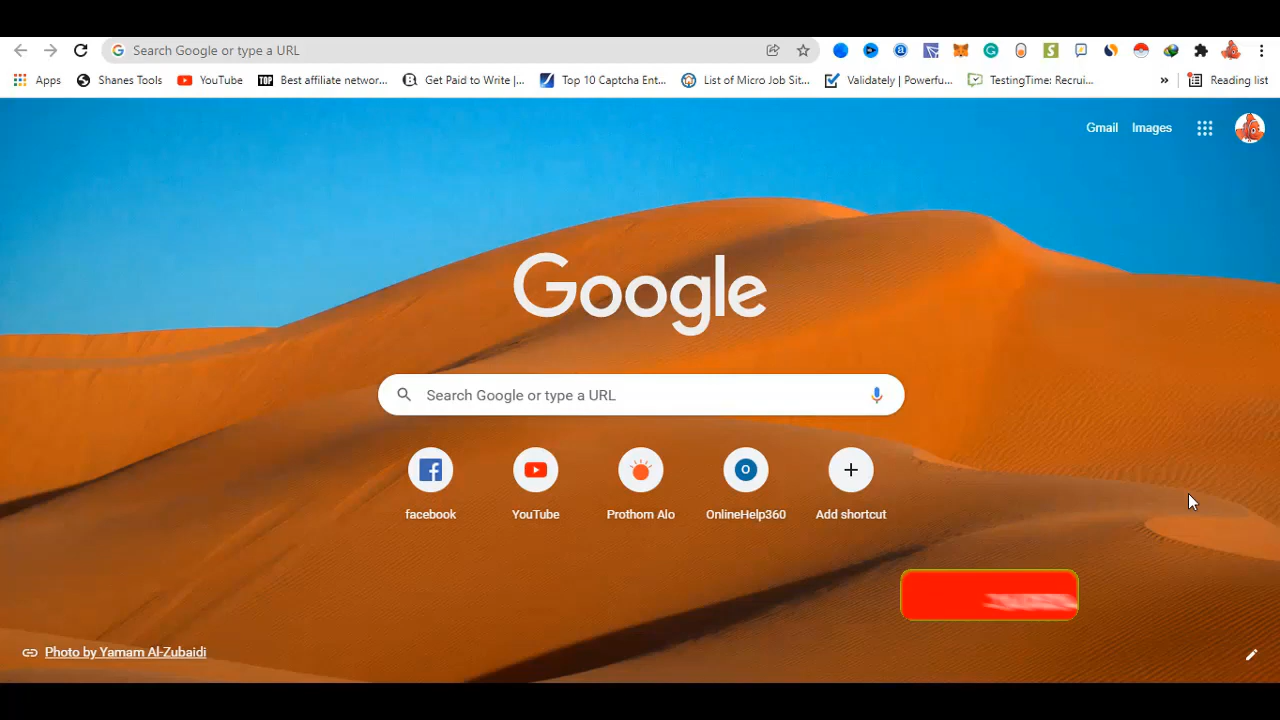 Search Google or type a URL
Apps Shanes Tools YouTube TOP Best affiliate networ... Get Paid to Write |... Top 10 Captcha Ent... List of Micro Job Sit... Validately | Powerfu... TestingTime: Recrui... » Reading list
Gmail Images
Google
Search Google or type a URL
facebook YouTube Prothom Alo OnlineHelp360 Add shortcut
Photo by Yamam Al-Zubaidi